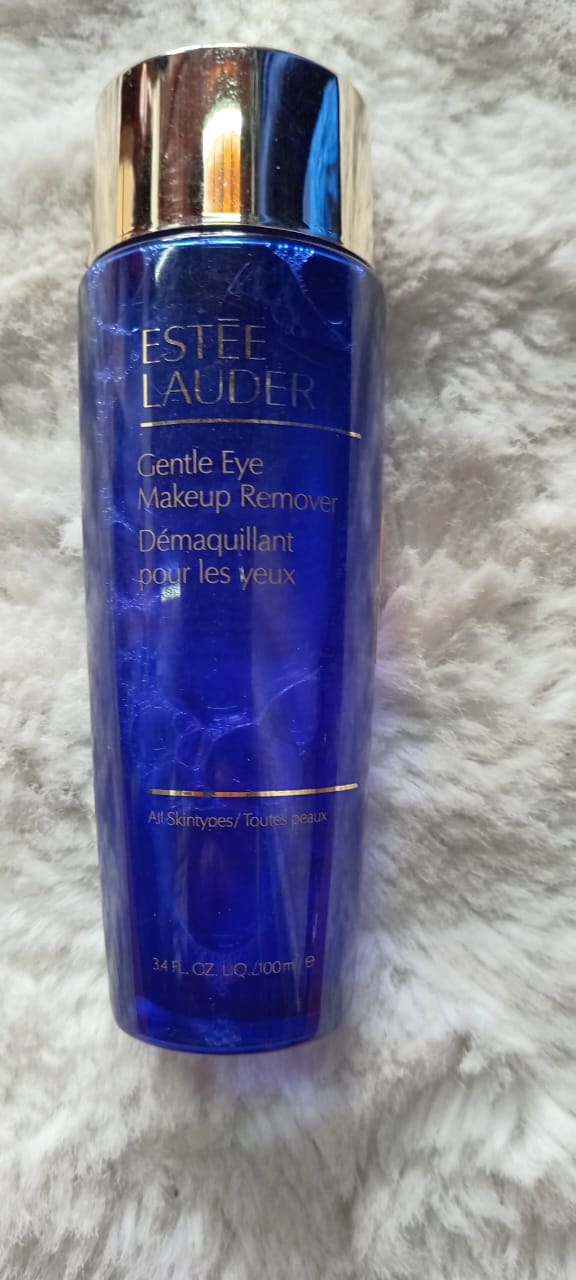 ESTĒE
LAUDER
Gentle Eye
Makeup Remover
Démaquillant
pour les yeux
All Skintypes/ Toutes peaux
3.4 FL. OZ. LIQ./100ml ℮